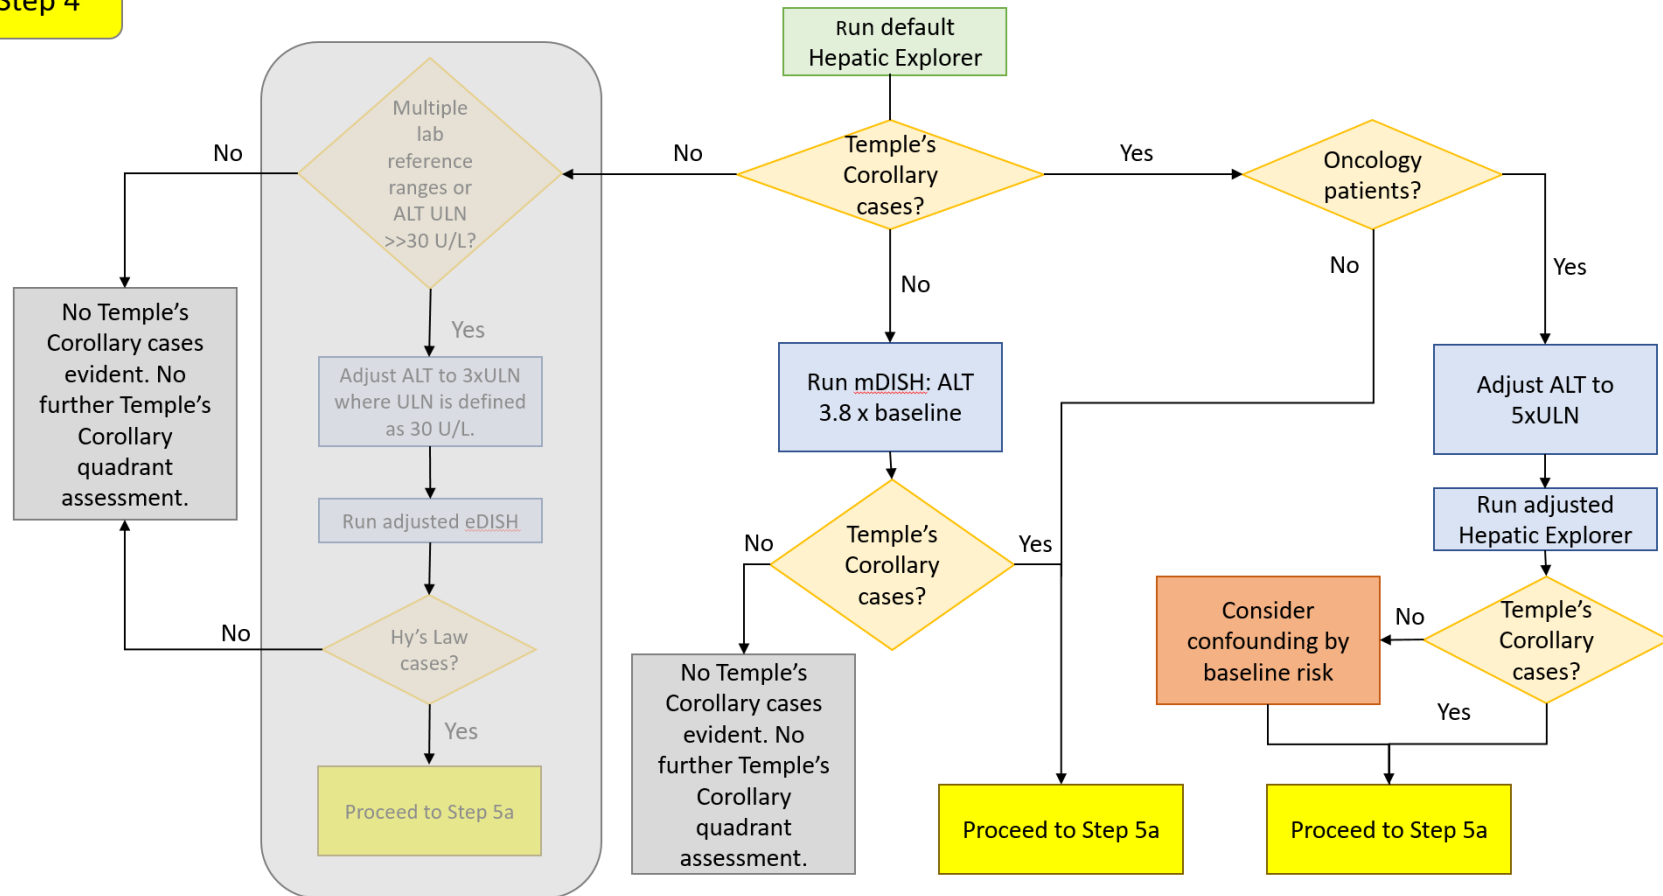 Step 4
Run default
Hepatic Explorer
Multiple
lab
reference
ranges or
ALT ULN
>>30 U/L?
No
No
Temple's
Corollary
cases?
Yes
Oncology
patients?
No
Yes
No
No Temple's
Corollary cases
evident. No
further Temple's
Corollary
quadrant
assessment.
Yes
Adjust ALT to 3xULN
where ULN is defined
as 30 U/L.
Run mDISH: ALT
3.8 x baseline
Adjust ALT to
5xULN
Run adjusted eDISH
Run adjusted
Hepatic Explorer
No
Temple's
Corollary
cases?
Yes
No
Hy's Law
cases?
Consider
confounding by
baseline risk
No
Temple's
Corollary
cases?
Yes
Yes
No Temple's
Corollary cases
evident. No
further Temple's
Corollary
quadrant
assessment.
Proceed to Step 5a
Proceed to Step 5a
Proceed to Step 5a